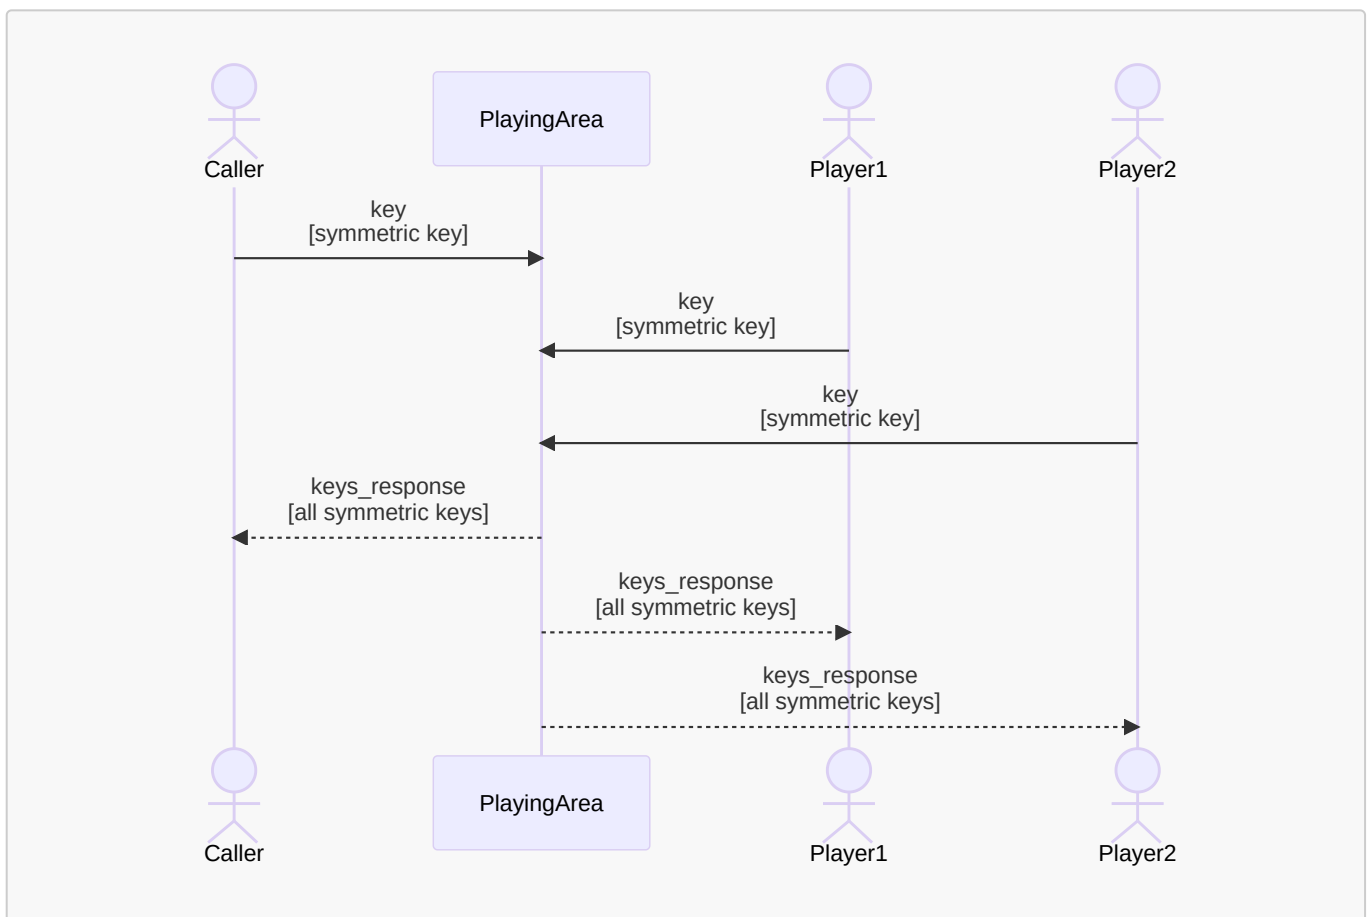 Caller
PlayingArea
Player1
Player2
key
[symmetric key]
key
[symmetric key]
key
[symmetric key]
keys_response
[all symmetric keys]
keys_response
[all symmetric keys]
keys_response
[all symmetric keys]
Caller
PlayingArea
Player1
Player2